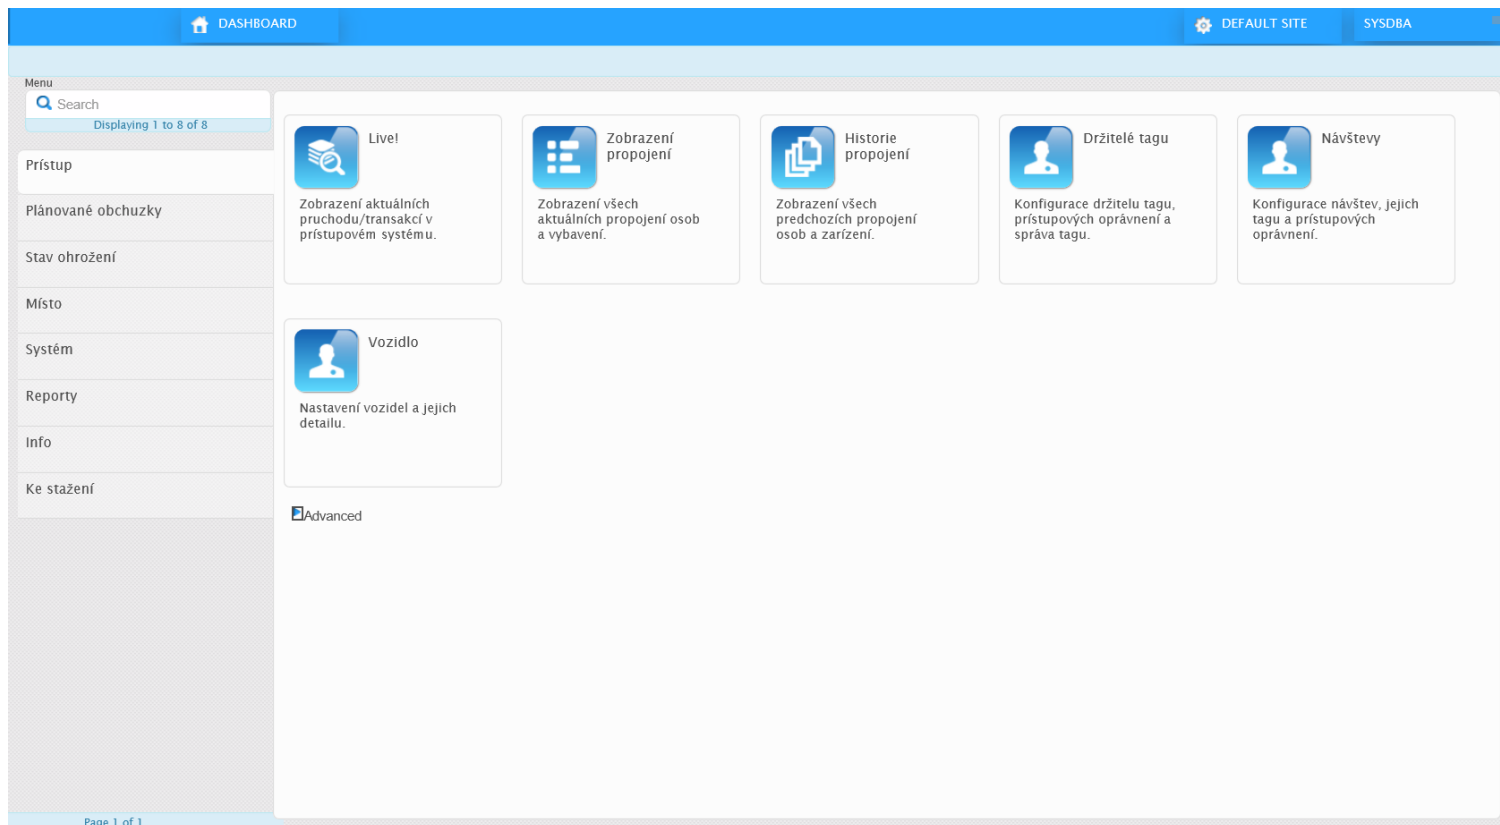 DASHBOARD
DEFAULT SITE
SYSDBA
Menu
Search
Displaying 1 to 8 of 8
Prístup
Plánované obchuzky
Stav ohrožení
Místo
Systém
Reporty
Info
Ke stažení
Live!
Zobrazení aktuálních
pruchodu/transakcí v
prístupovém systému.
Zobrazení
propojení
Zobrazení všech
aktuálních propojení osob
a vybavení.
Historie
propojení
Zobrazení všech
predchozích propojení
osob a zarízení.
Držitelé tagu
Konfigurace držitelu tagu,
prístupových oprávnení a
správa tagu.
Návštevy
Konfigurace návštev, jejich
tagu a prístupových
oprávnení.
Vozidlo
Nastavení vozidel a jejich
detailu.
Advanced
Page 1 of 1